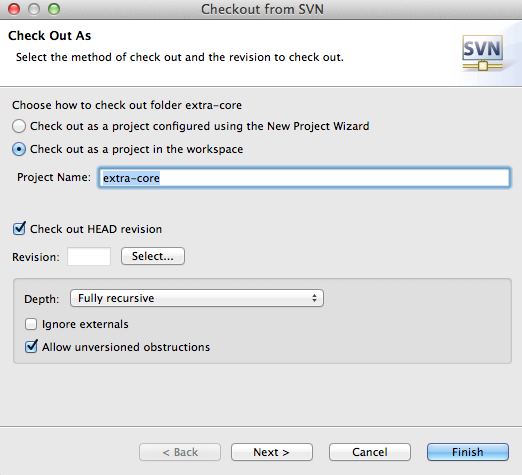 Checkout from SVN
Check Out As
Select the method of check out and the revision to check out.
SVN
Choose how to check out folder extra-core
Check out as a project configured using the New Project Wizard
Check out as a project in the workspace
Project Name: extra-core
Check out HEAD revision
Revision: Select...
Depth: Fully recursive
Ignore externals
Allow unversioned obstructions
< Back Next > Cancel Finish